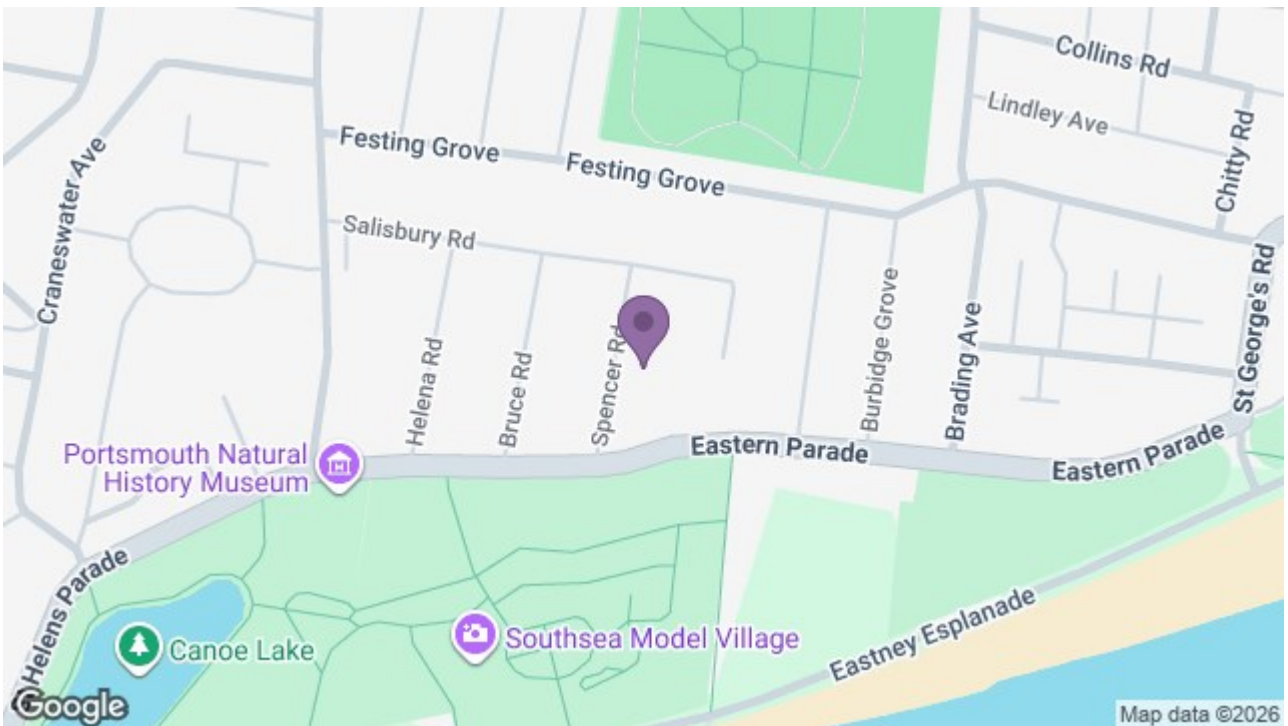 Collins Rd
Lindley Ave
Chitty Rd
Festing Grove
Festing Grove
Craneswater Ave
Salisbury Rd
Helena Rd
Bruce Rd
Spencer Rd
Burbidge Grove
Brading Ave
St George's Rd
Portsmouth Natural
History Museum
Eastern Parade
Eastern Parade
Helens Parade
Canoe Lake
Southsea Model Village
Eastney Esplanade
Google
Map data ©2026